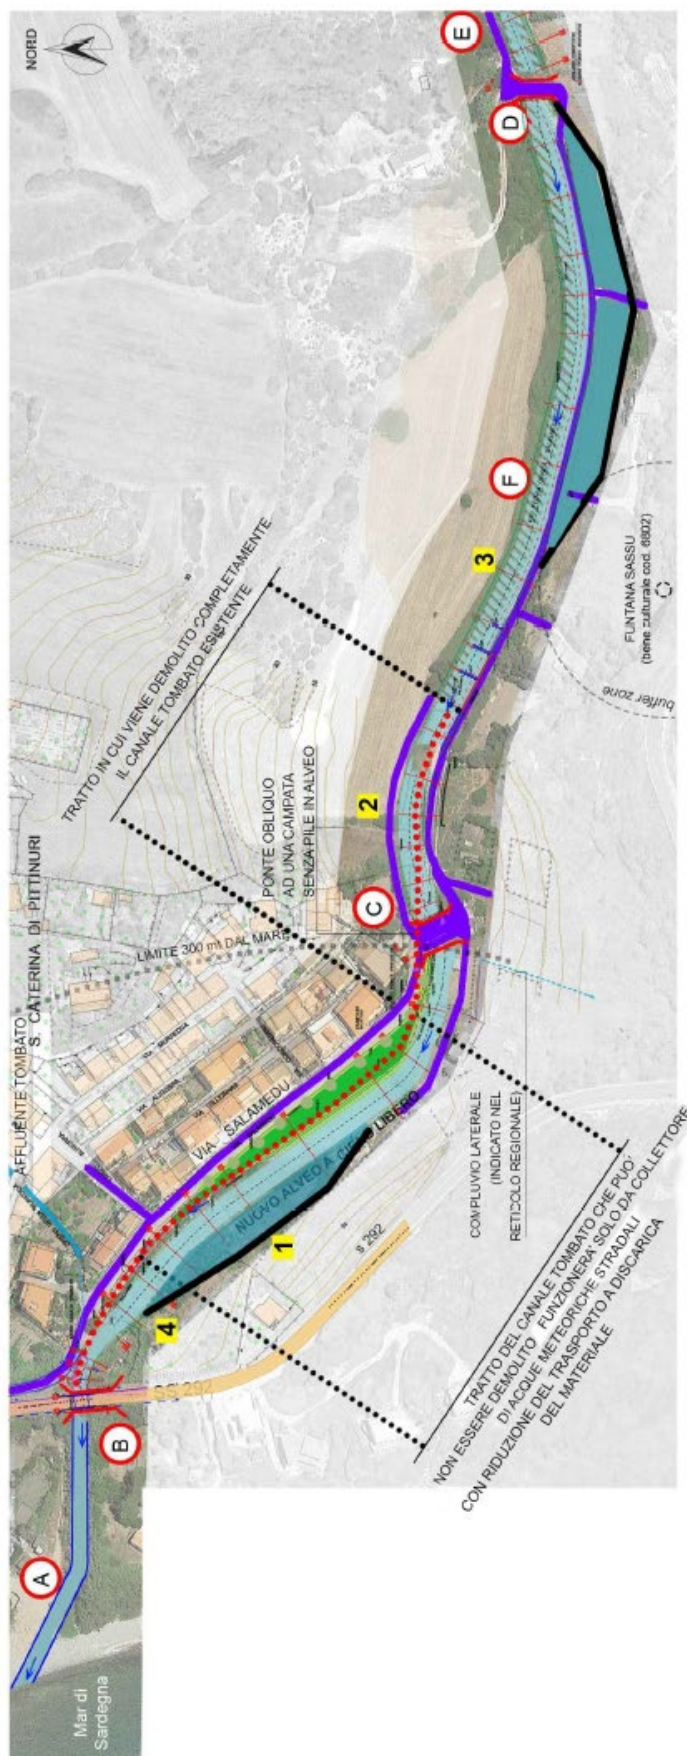 NORD
E
D
F
3
TRATTO IN CUI VIENE DEMOLITO COMPLETAMENTE
IL CANALE TOMBATO ESISTENTE
FUNTANA SASSU
(bene culturale cod. 6802)
buffer zone
2
PONTE OBLIQUO
AD UNA CAMPATA
SENZA PILE IN ALVEO
C
S. CATERINA DI PITTINURI
LIMITE 300 mt DAL MARE
AFFLUENTE TOMBATO
VIA SALAMEDU
NUOVO ALVEO A CIELO LIBERO
COMPLUVIO LATERALE
(INDICATO NEL
RETICOLO REGIONALE)
1
4
s 292
SS 292
TRATTO DEL CANALE TOMBATO CHE PUO'
NON ESSERE DEMOLITO FUNZIONERA' SOLO DA COLLETTORE
DI ACQUE METEORICHE STRADALI
CON RIDUZIONE DEL TRASPORTO A DISCARICA
DEL MATERIALE
B
A
Mar di
Sardegna